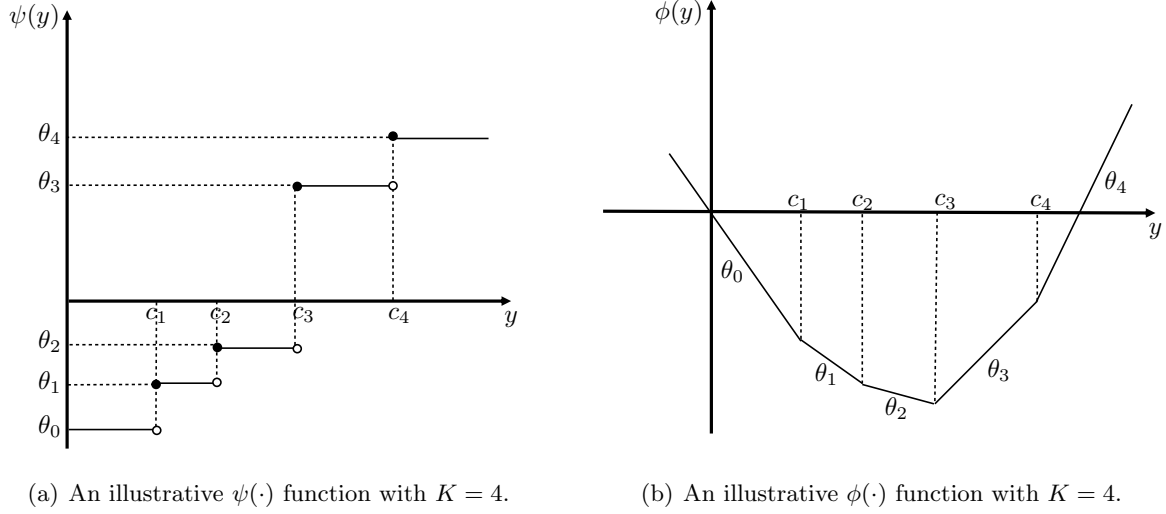 ψ(y)
θ₄
θ₃
c₁ c₂ c₃ c₄ y
θ₂
θ₁
θ₀
(a) An illustrative ψ(·) function with K = 4.
ϕ(y)
θ₄
c₁ c₂ c₃ c₄
y
θ₀
θ₁
θ₃
θ₂
(b) An illustrative ϕ(·) function with K = 4.